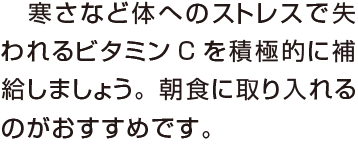 寒さなど体へのストレスで失
われるビタミンCを積極的に補
給しましょう。朝食に取り入れる
のがおすすめです。